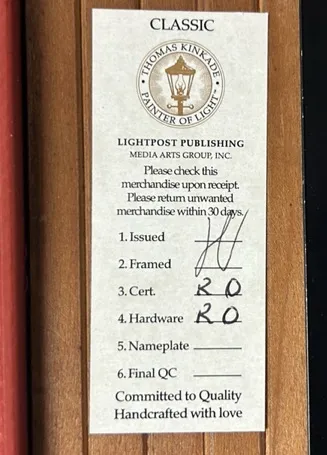 CLASSIC
• THOMAS KINKADE •
PAINTER OF LIGHT™
LIGHTPOST PUBLISHING
MEDIA ARTS GROUP, INC.
Please check this
merchandise upon receipt.
Please return unwanted
merchandise within 30 days.
1. Issued
2. Framed
3. Cert. R O
4. Hardware R O
5. Nameplate
6. Final QC
Committed to Quality
Handcrafted with love